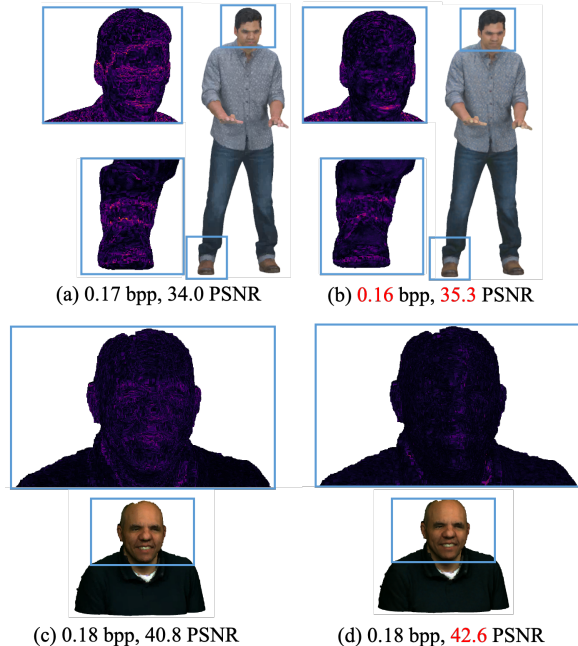 (a) 0.17 bpp, 34.0 PSNR
(b) 0.16 bpp, 35.3 PSNR
(c) 0.18 bpp, 40.8 PSNR
(d) 0.18 bpp, 42.6 PSNR